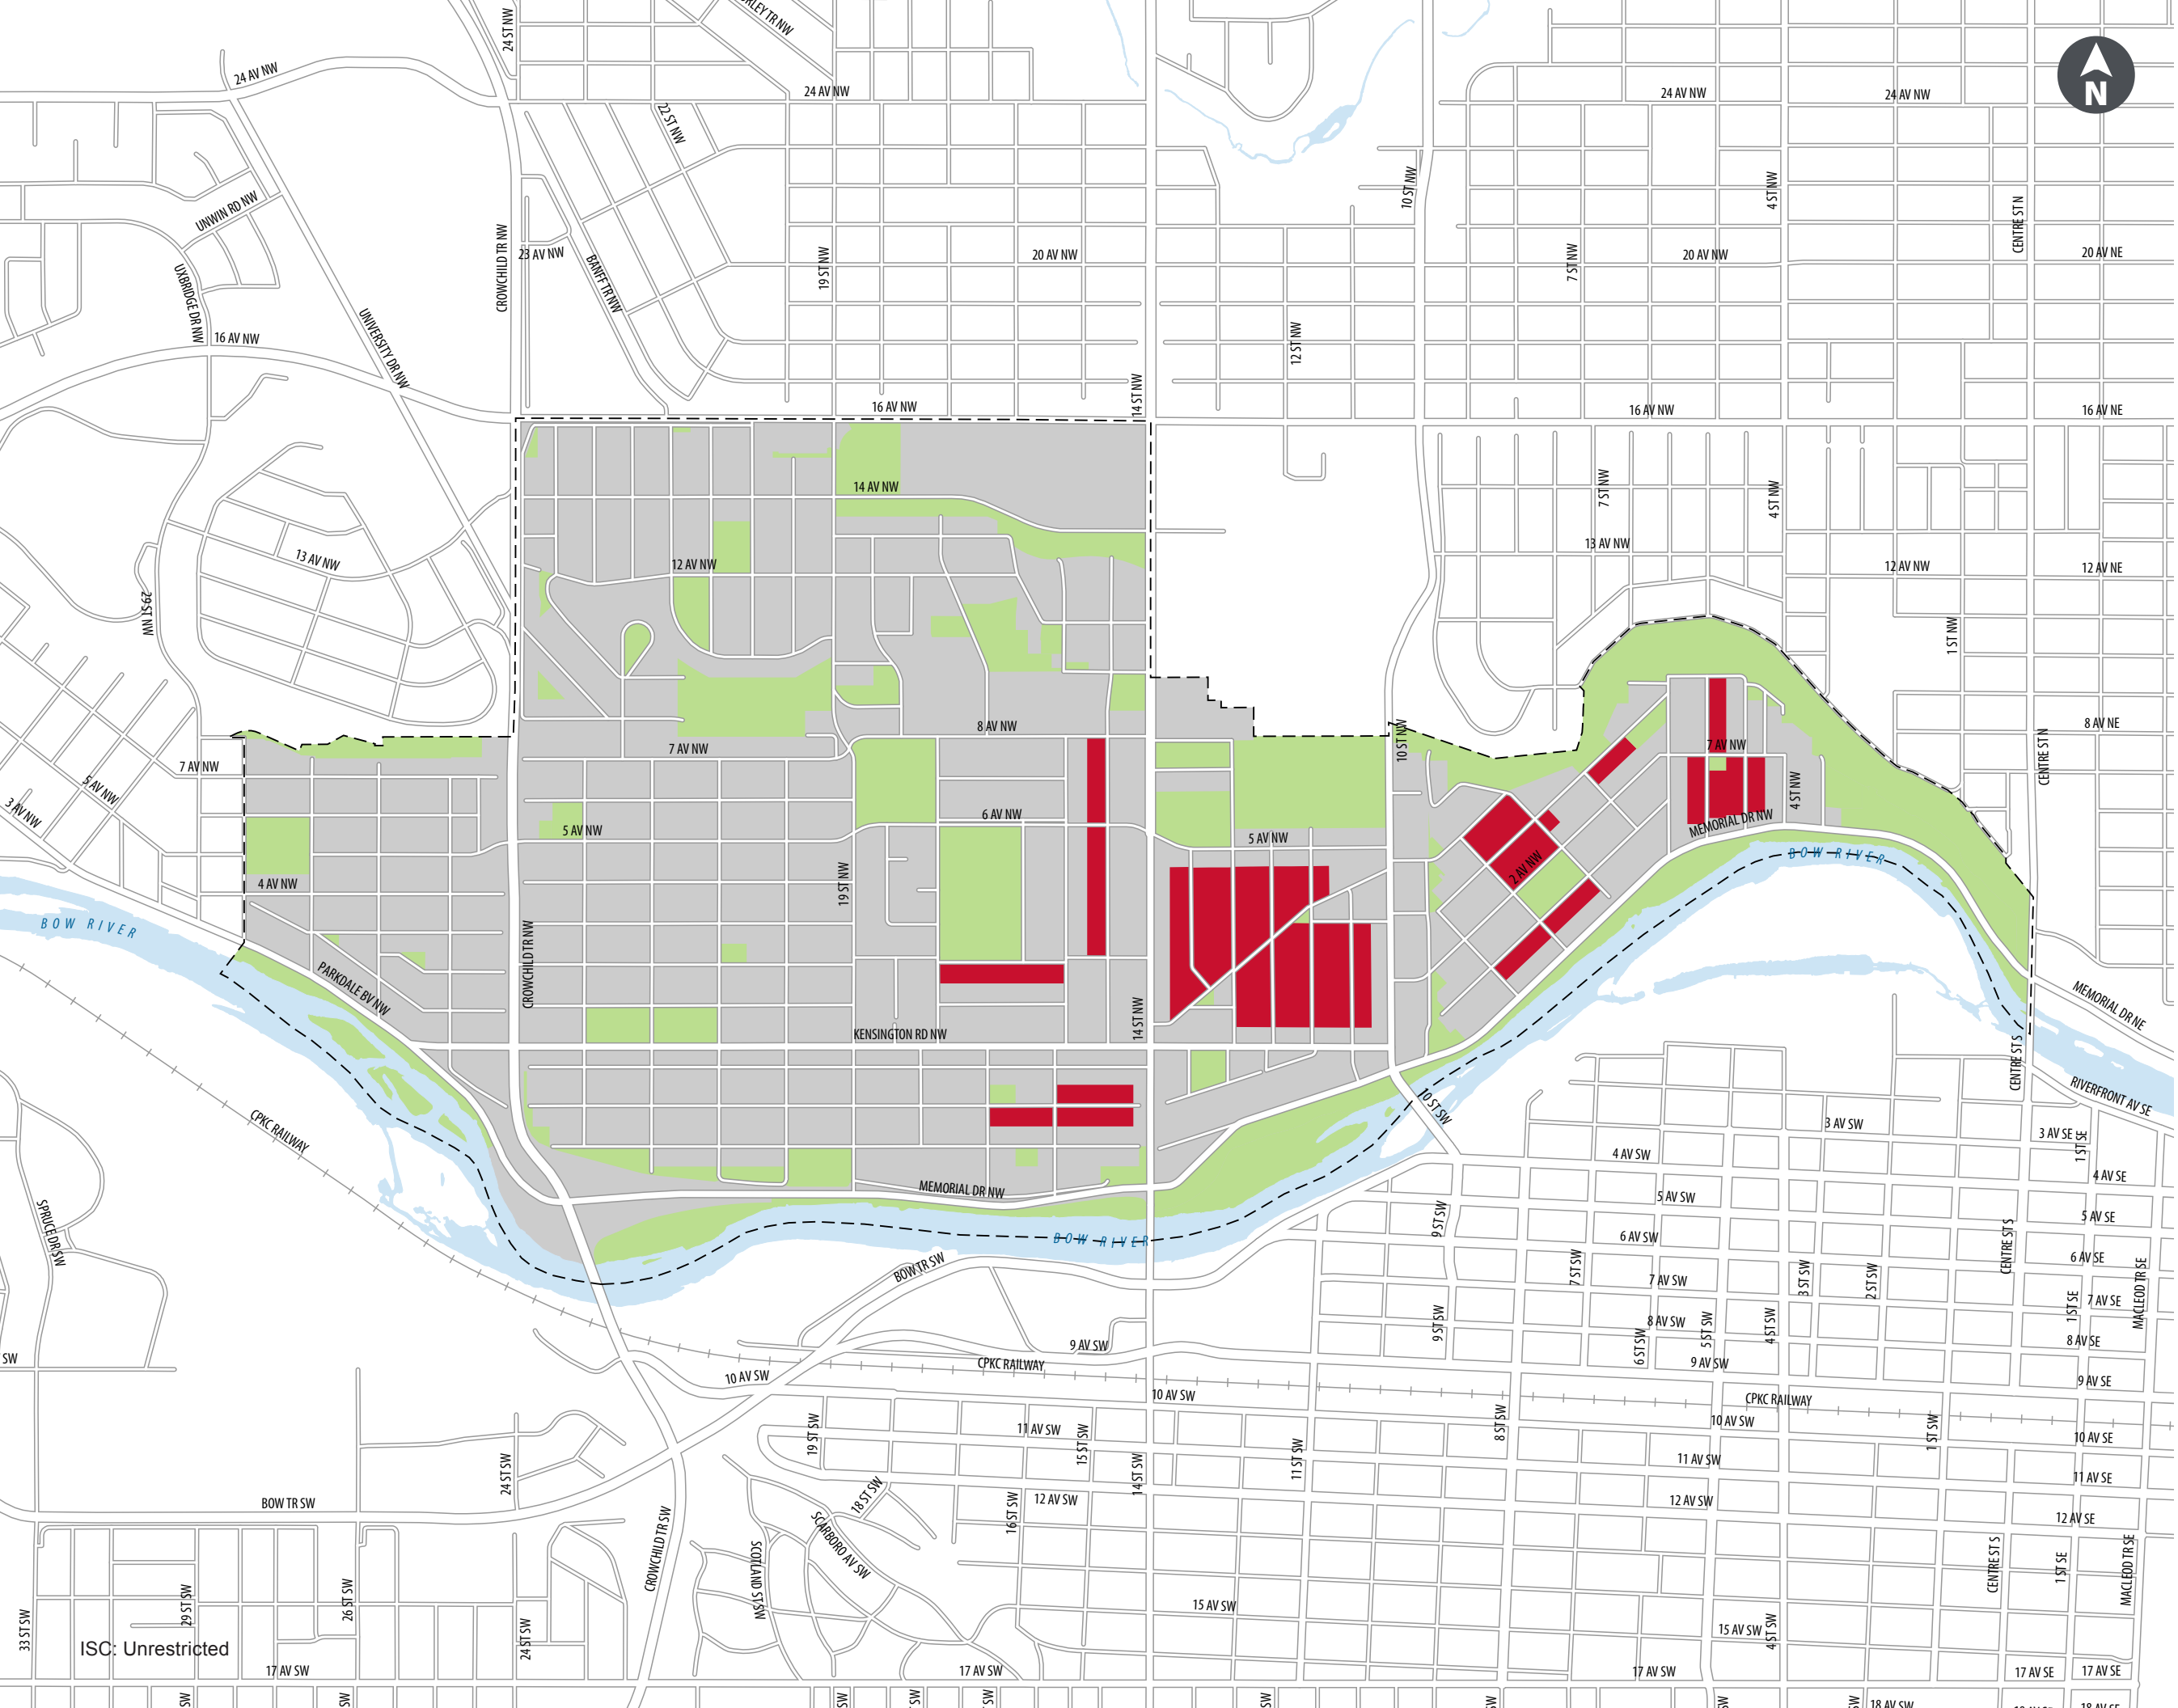 24 ST NW
24 AV NW
24 AV NW
24 AV NW
24 AV NW
N
22 ST NW
UNWIN RD NW
10 ST NW
4 ST NW
CENTRE ST N
CROWCHILD TR NW
23 AV NW
BANFF TR NW
19 ST NW
20 AV NW
7 ST NW
20 AV NW
20 AV NE
UXBRIDGE DR NW
16 AV NW
UNIVERSITY DR NW
12 ST NW
14 ST NW
16 AV NW
16 AV NW
16 AV NE
14 AV NW
7 ST NW
4 ST NW
13 AV NW
13 AV NW
12 AV NW
12 AV NW
12 AV NE
29 ST NW
1 ST NW
8 AV NW
8 AV NE
10 ST NW
7 AV NW
7 AV NW
7 AV NW
CENTRE ST N
5 AV NW
3 AV NW
4 ST NW
6 AV NW
5 AV NW
5 AV NW
MEMORIAL DR NW
BOW RIVER
2 AV NW
4 AV NW
19 ST NW
BOW RIVER
CROWCHILD TR NW
PARKDALE BV NW
14 ST NW
KENSINGTON RD NW
MEMORIAL DR NE
CENTRE ST S
RIVERFRONT AV SE
10 ST SW
CPKC RAILWAY
3 AV SW
3 AV SE
1 ST SE
4 AV SW
4 AV SE
MEMORIAL DR NW
5 AV SW
5 AV SE
SPRUCE DR SW
9 ST SW
BOW RIVER
6 AV SW
CENTRE ST S
6 AV SE
BOW TR SW
7 ST SW
7 AV SW
3 ST SW
2 ST SW
MACLEOD TR SE
7 AV SE
1 ST SE
9 ST SW
8 AV SW
5 ST SW
4 ST SW
6 ST SW
8 AV SE
9 AV SW
SW
CPKC RAILWAY
9 AV SW
10 AV SW
9 AV SE
10 AV SW
CPKC RAILWAY
10 AV SW
19 ST SW
11 AV SW
15 ST SW
8 ST SW
1 ST SW
10 AV SE
11 AV SW
24 ST SW
14 ST SW
11 ST SW
11 AV SE
BOW TR SW
18 ST SW
12 AV SW
16 ST SW
12 AV SW
12 AV SE
CROWCHILD TR SW
SCARBORO AV SW
SCOTLAND ST SW
CENTRE ST S
1 ST SE
MACLEOD TR SE
29 ST SW
26 ST SW
15 AV SW
33 ST SW
24 ST SW
15 AV SW
4 ST SW
ISC: Unrestricted
17 AV SW
17 AV SW
17 AV SW
17 AV SE
17 AV SE
SW
SW
SW
SW
SW
SW
SW
SW
SW
18 AV SW